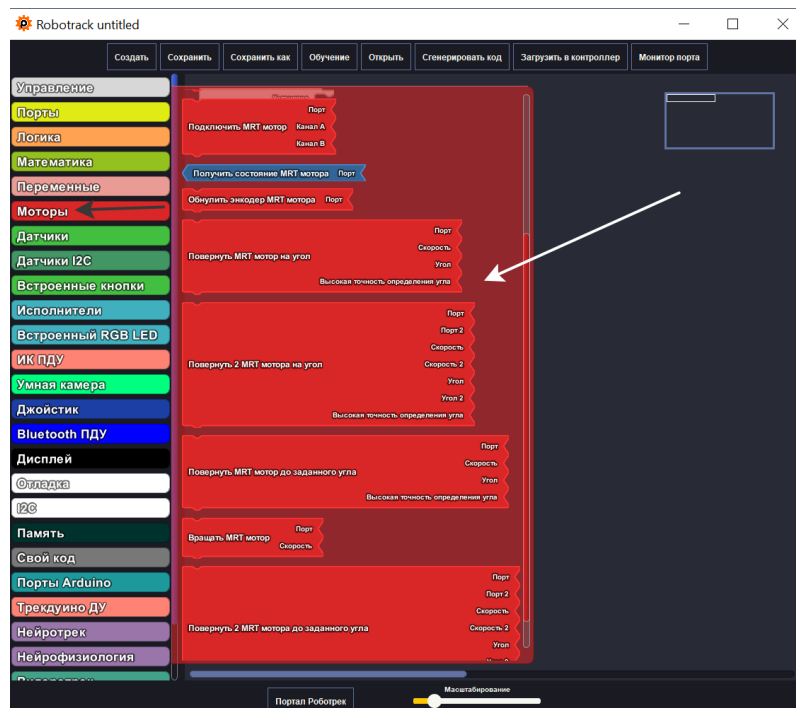 Robotrack untitled
Создать Сохранить Сохранить как Обучение Открыть Сгенерировать код Загрузить в контроллер Монитор порта
Управление
Порты
Логика
Математика
Переменные
Моторы
Датчики
Датчики I2C
Встроенные кнопки
Исполнители
Встроенный RGB LED
ИК ПДУ
Умная камера
Джойстик
Bluetooth ПДУ
Дисплей
Отладка
I2C
Память
Свой код
Порты Arduino
Трекдуино ДУ
Нейротрек
Нейрофизиология
Порт
Подключить MRT мотор Канал A
Канал B
Получить состояние MRT мотора Порт
Обнулить энкодер MRT мотора Порт
Порт
Скорость
Повернуть MRT мотор на угол
Угол
Высокая точность определения угла
Порт
Порт 2
Скорость
Повернуть 2 MRT мотора на угол Скорость 2
Угол
Угол 2
Высокая точность определения угла
Порт
Скорость
Повернуть MRT мотор до заданного угла
Угол
Высокая точность определения угла
Порт
Вращать MRT мотор
Скорость
Порт
Порт 2
Скорость
Повернуть 2 MRT мотора до заданного угла Скорость 2
Угол
Портал Роботрек
Масштабирование